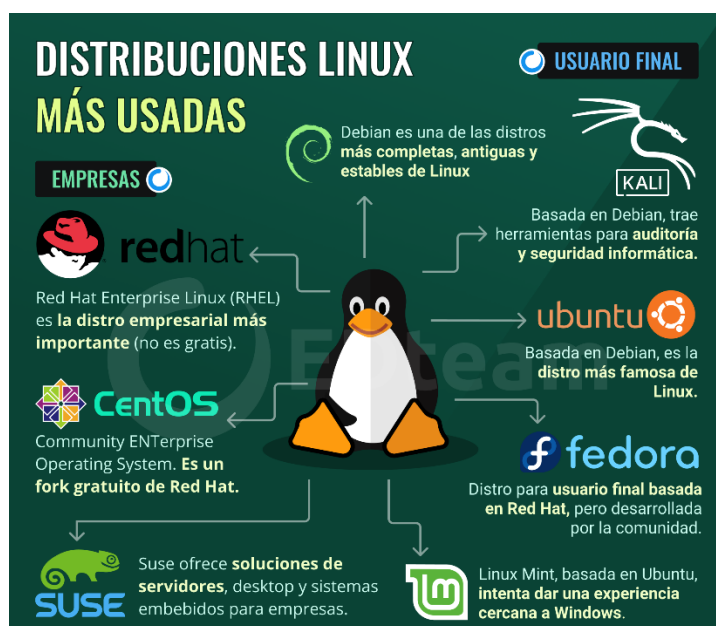 DISTRIBUCIONES LINUX
MÁS USADAS
USUARIO FINAL
EMPRESAS
Debian es una de las distros
más completas, antiguas y
estables de Linux
KALI
Basada en Debian, trae
herramientas para auditoría
y seguridad informática.
redhat
Red Hat Enterprise Linux (RHEL)
es la distro empresarial más
importante (no es gratis).
ubuntu
Basada en Debian, es la
distro más famosa de
Linux.
CentOS
Community ENTerprise
Operating System. Es un
fork gratuito de Red Hat.
fedora
Distro para usuario final basada
en Red Hat, pero desarrollada
por la comunidad.
SUSE
Suse ofrece soluciones de
servidores, desktop y sistemas
embebidos para empresas.
Linux Mint, basada en Ubuntu,
intenta dar una experiencia
cercana a Windows.